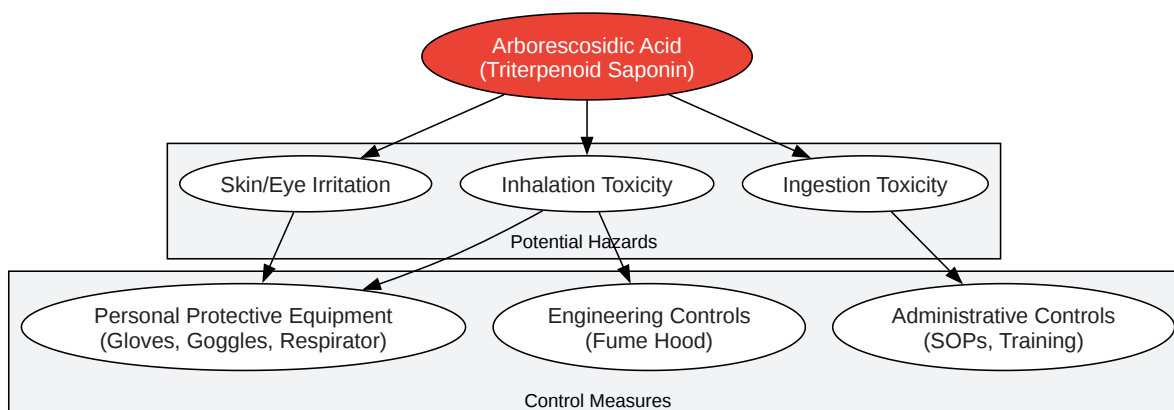 Arborescosidic Acid
(Triterpenoid Saponin)
Skin/Eye Irritation
Inhalation Toxicity
Ingestion Toxicity
Potential Hazards
Personal Protective Equipment
(Gloves, Goggles, Respirator)
Engineering Controls
(Fume Hood)
Administrative Controls
(SOPs, Training)
Control Measures